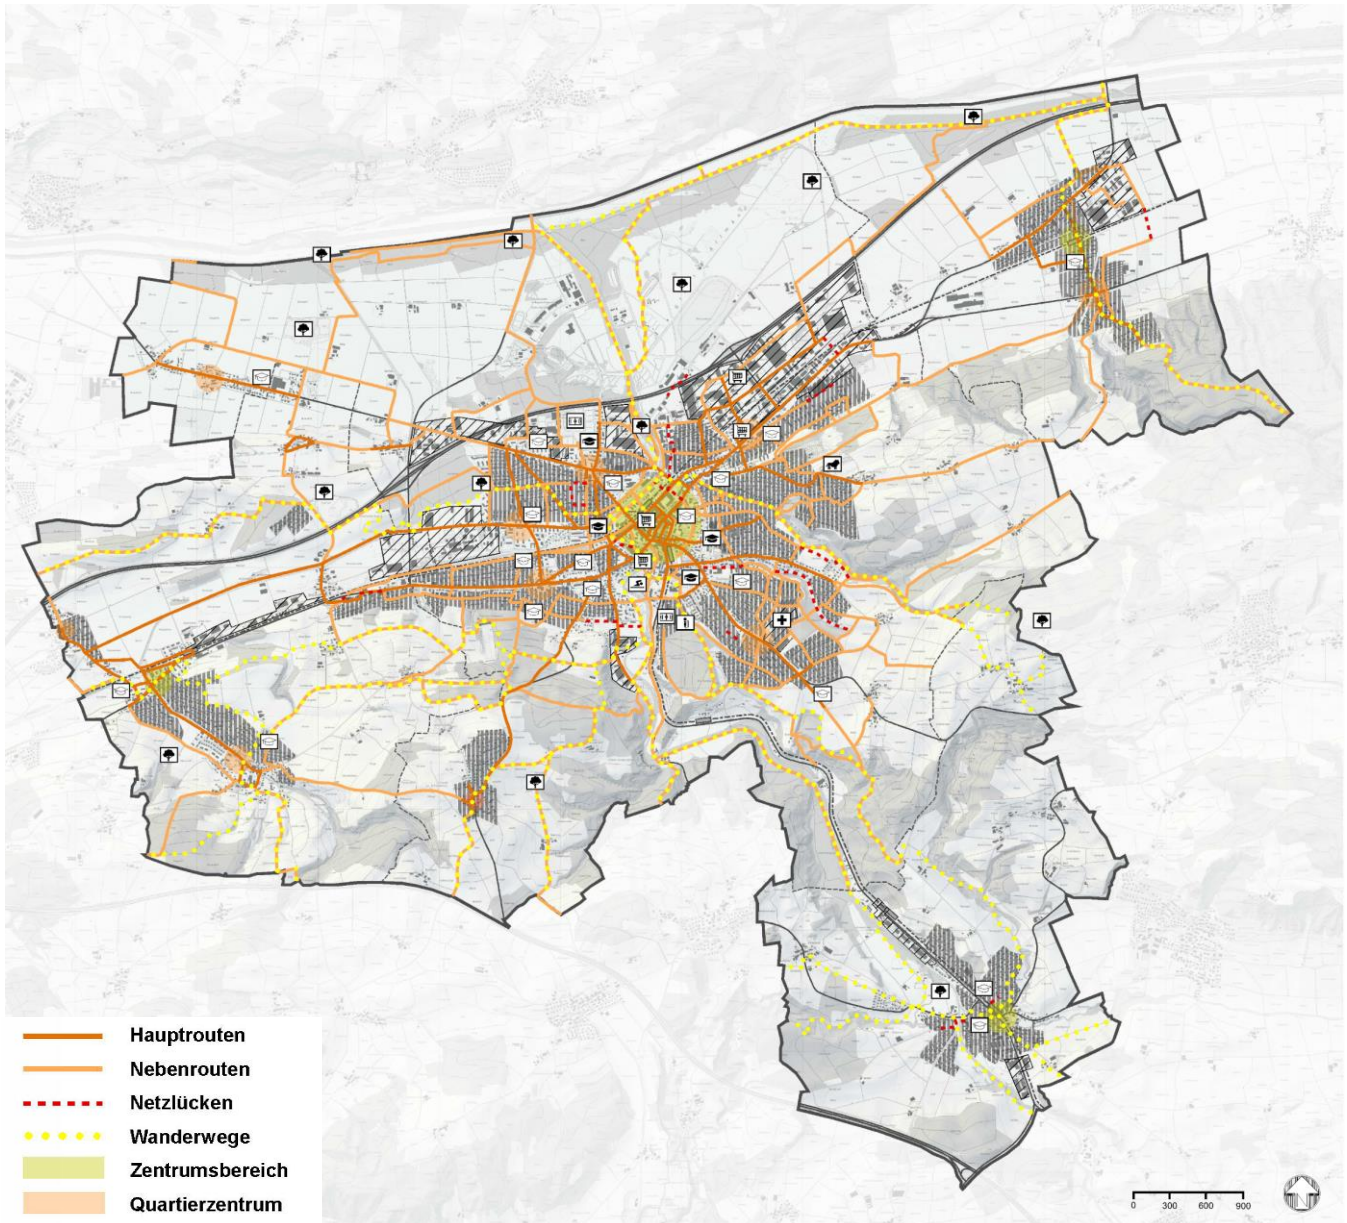 Hauptrouten
Nebenrouten
Netzlücken
Wanderwege
Zentrumsbereich
Quartierzentrum
0 300 600 900
N